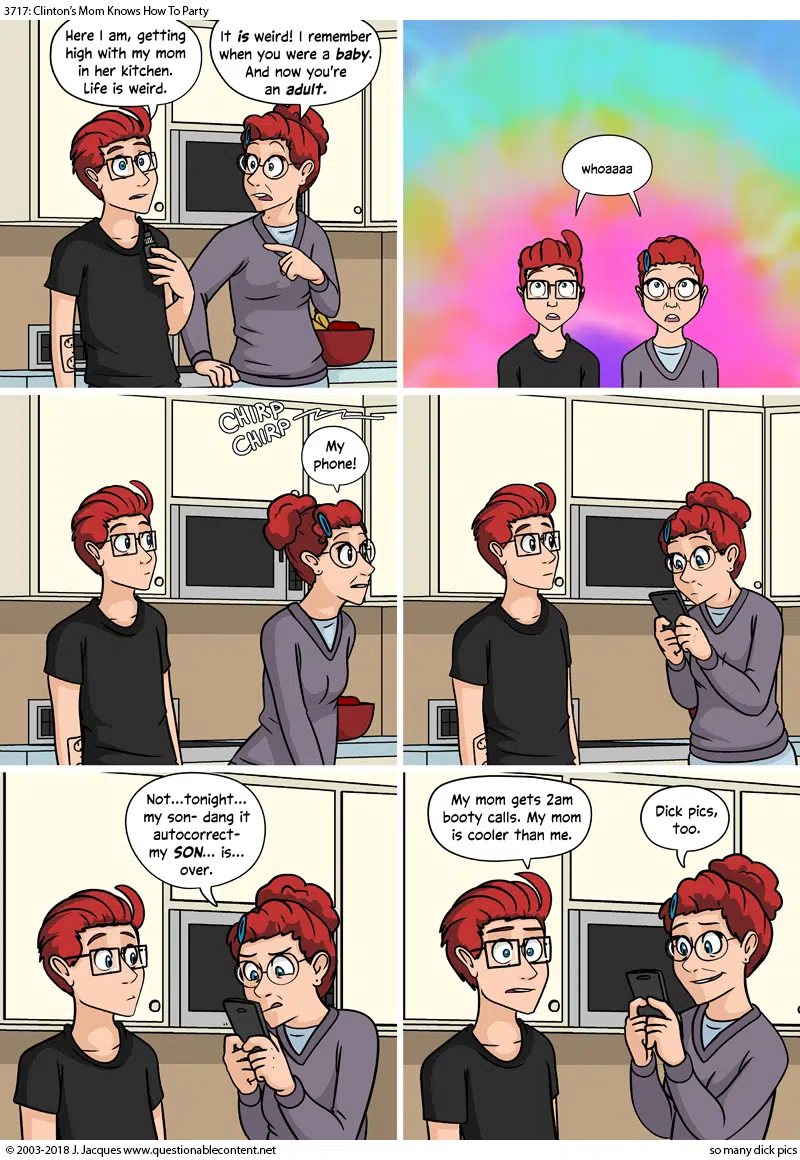 3717: Clinton's Mom Knows How To Party
Here I am, getting
high with my mom
in her kitchen.
Life is weird.
It is weird! I remember
when you were a baby.
And now you're
an adult.
whoaaaa
CHIRP
CHIRP
My
phone!
Not...tonight...
my son- dang it
autocorrect-
my SON... is...
over.
My mom gets 2am
booty calls. My mom
is cooler than me.
Dick pics,
too.
© 2003-2018 J. Jacques www.questionablecontent.net
so many dick pics